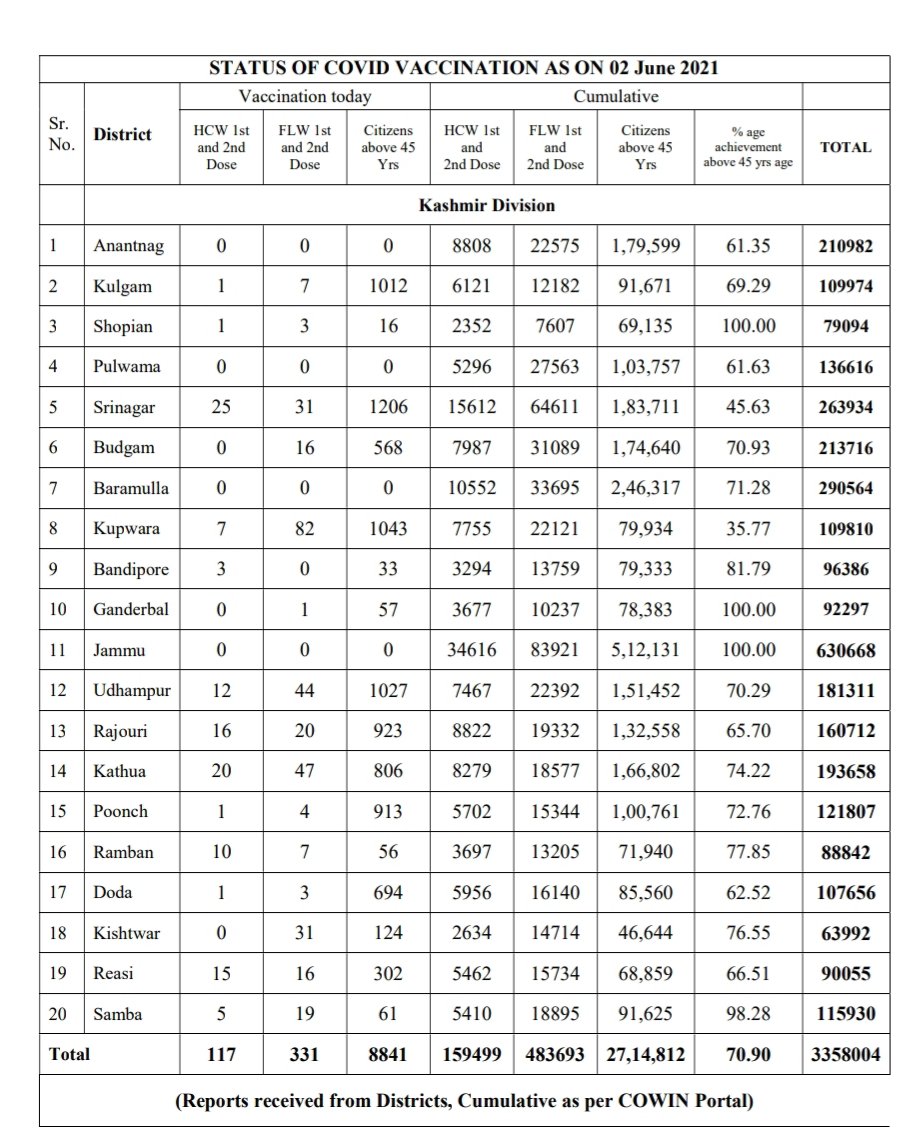 STATUS OF COVID VACCINATION AS ON 02 June 2021
Vaccination today Cumulative
Sr. No. District HCW 1st and 2nd Dose FLW 1st and 2nd Dose Citizens above 45 Yrs HCW 1st and 2nd Dose FLW 1st and 2nd Dose Citizens above 45 Yrs % age achievement above 45 yrs age TOTAL
Kashmir Division
1 Anantnag 0 0 0 8808 22575 1,79,599 61.35 210982
2 Kulgam 1 7 1012 6121 12182 91,671 69.29 109974
3 Shopian 1 3 16 2352 7607 69,135 100.00 79094
4 Pulwama 0 0 0 5296 27563 1,03,757 61.63 136616
5 Srinagar 25 31 1206 15612 64611 1,83,711 45.63 263934
6 Budgam 0 16 568 7987 31089 1,74,640 70.93 213716
7 Baramulla 0 0 0 10552 33695 2,46,317 71.28 290564
8 Kupwara 7 82 1043 7755 22121 79,934 35.77 109810
9 Bandipore 3 0 33 3294 13759 79,333 81.79 96386
10 Ganderbal 0 1 57 3677 10237 78,383 100.00 92297
11 Jammu 0 0 0 34616 83921 5,12,131 100.00 630668
12 Udhampur 12 44 1027 7467 22392 1,51,452 70.29 181311
13 Rajouri 16 20 923 8822 19332 1,32,558 65.70 160712
14 Kathua 20 47 806 8279 18577 1,66,802 74.22 193658
15 Poonch 1 4 913 5702 15344 1,00,761 72.76 121807
16 Ramban 10 7 56 3697 13205 71,940 77.85 88842
17 Doda 1 3 694 5956 16140 85,560 62.52 107656
18 Kishtwar 0 31 124 2634 14714 46,644 76.55 63992
19 Reasi 15 16 302 5462 15734 68,859 66.51 90055
20 Samba 5 19 61 5410 18895 91,625 98.28 115930
Total 117 331 8841 159499 483693 27,14,812 70.90 3358004
(Reports received from Districts, Cumulative as per COWIN Portal)